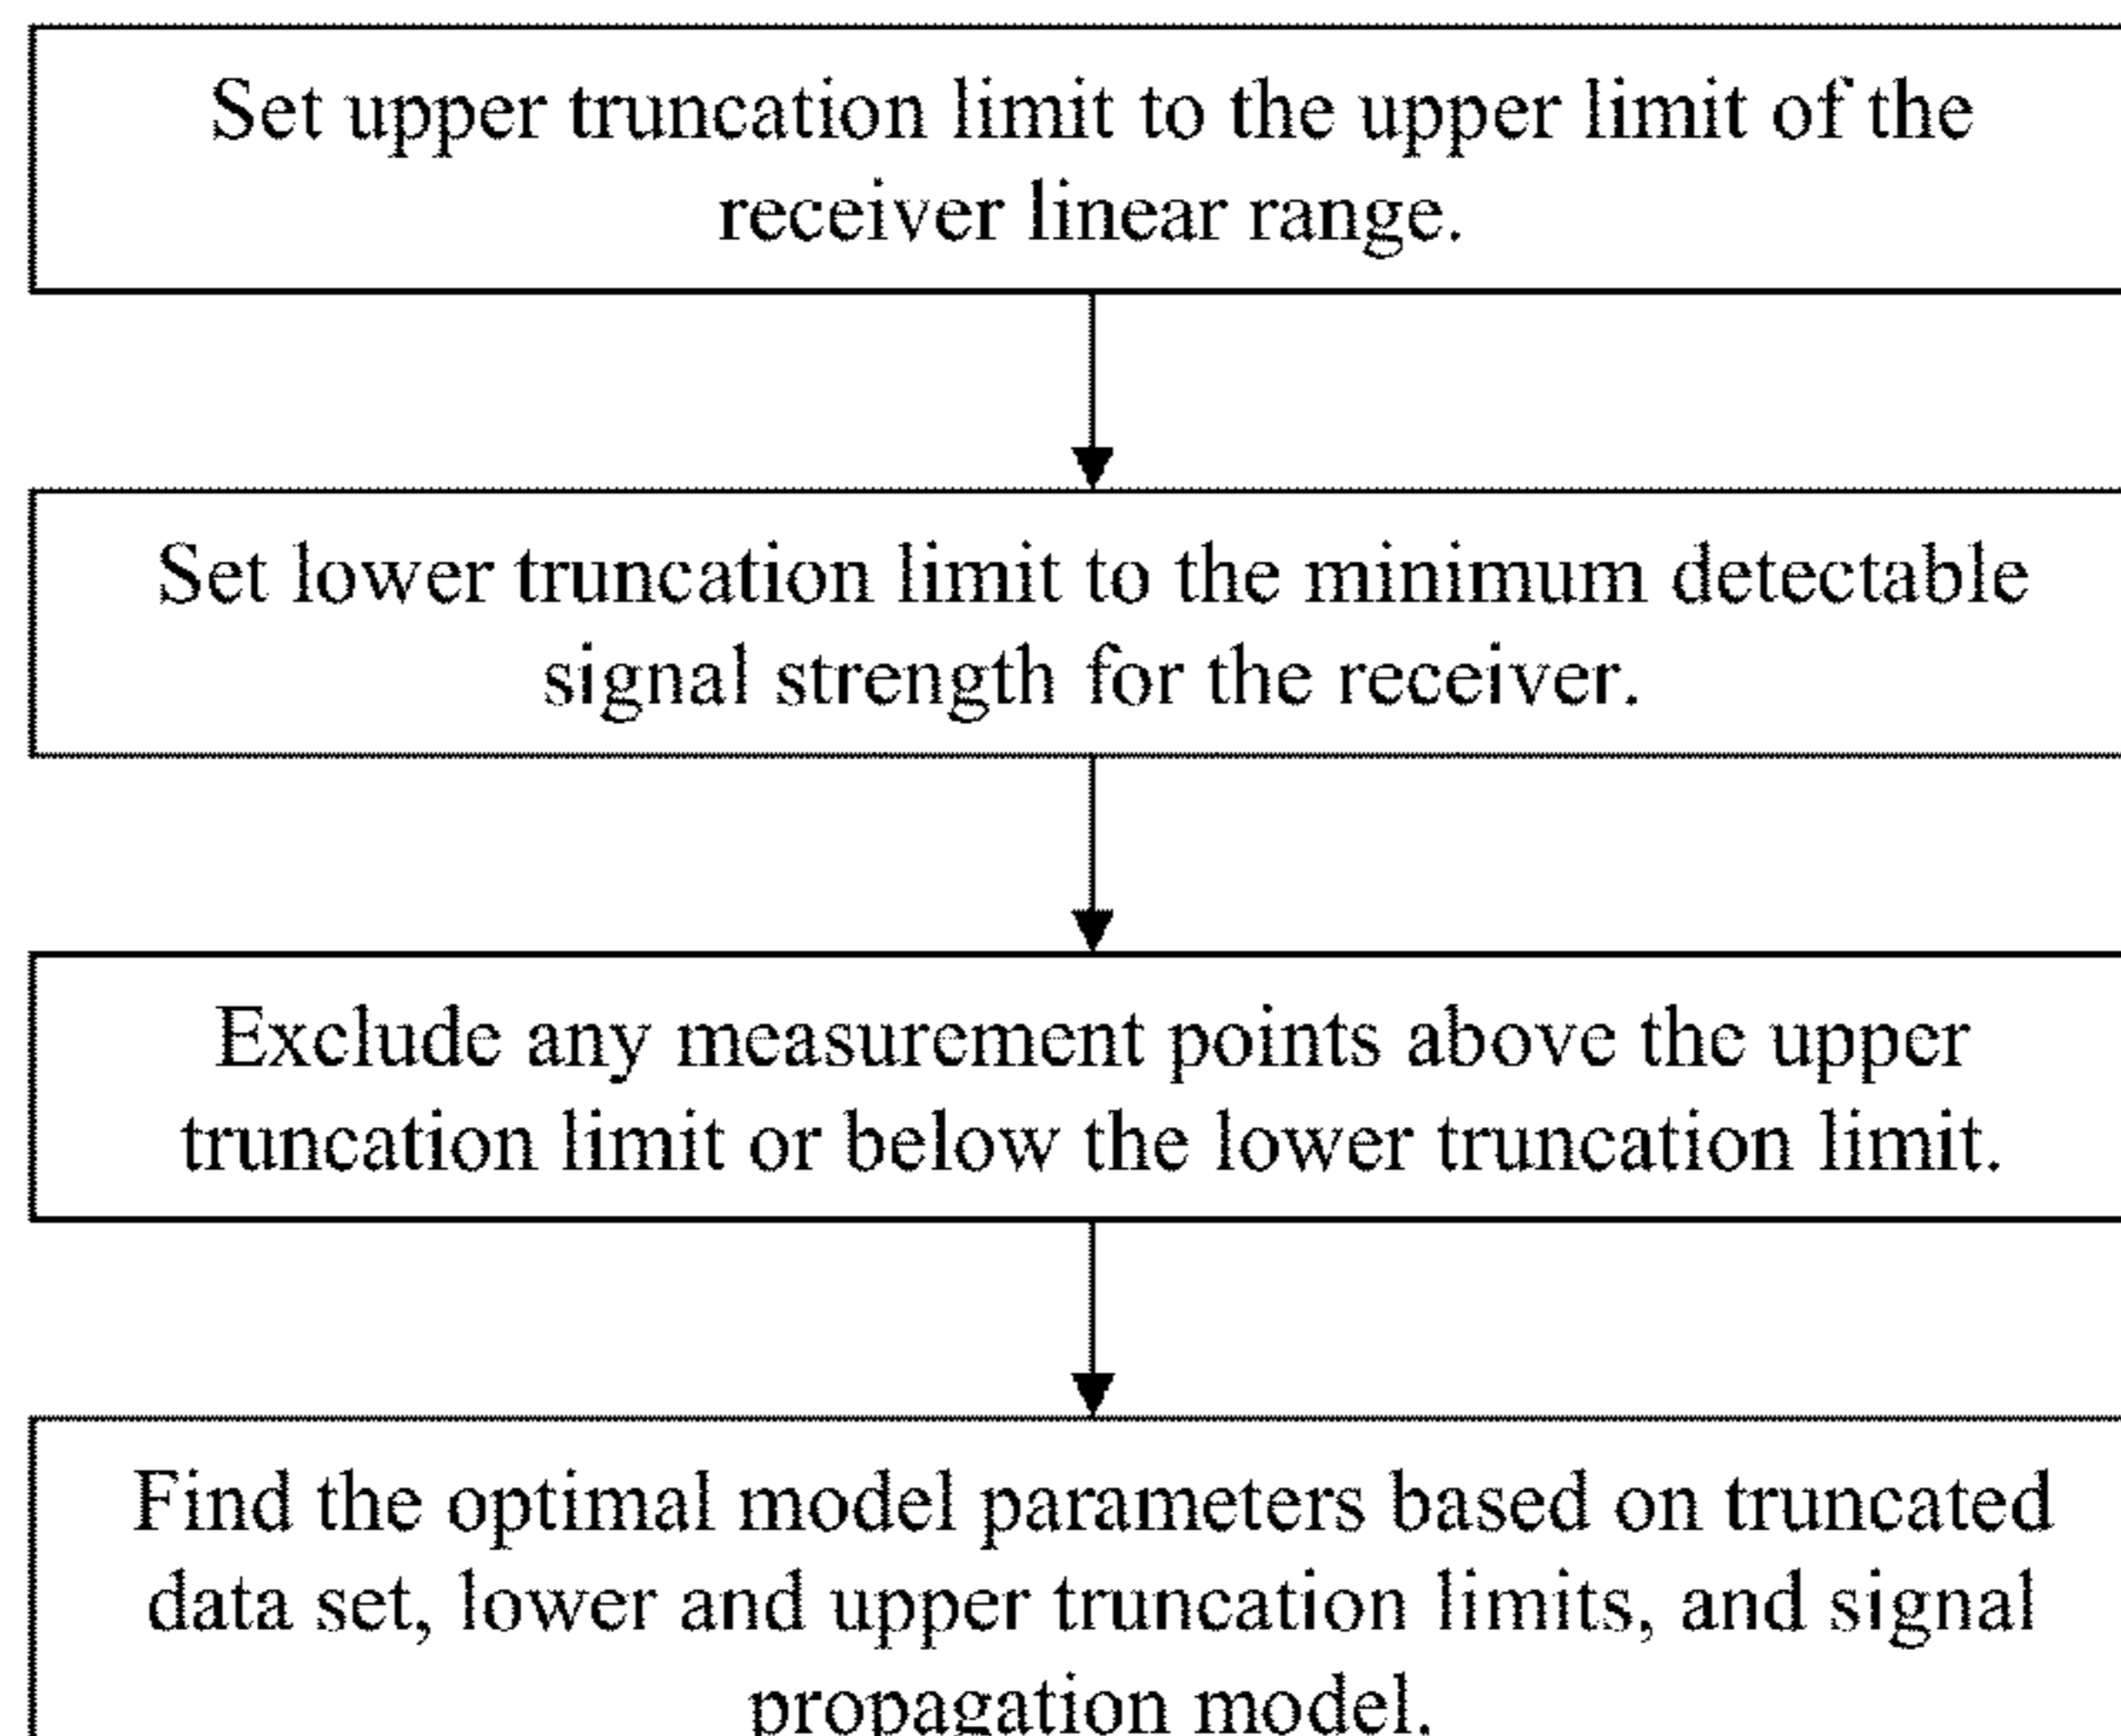 Set upper truncation limit to the upper limit of the
receiver linear range.
Set lower truncation limit to the minimum detectable
signal strength for the receiver.
Exclude any measurement points above the upper
truncation limit or below the lower truncation limit.
Find the optimal model parameters based on truncated
data set, lower and upper truncation limits, and signal
propagation model.